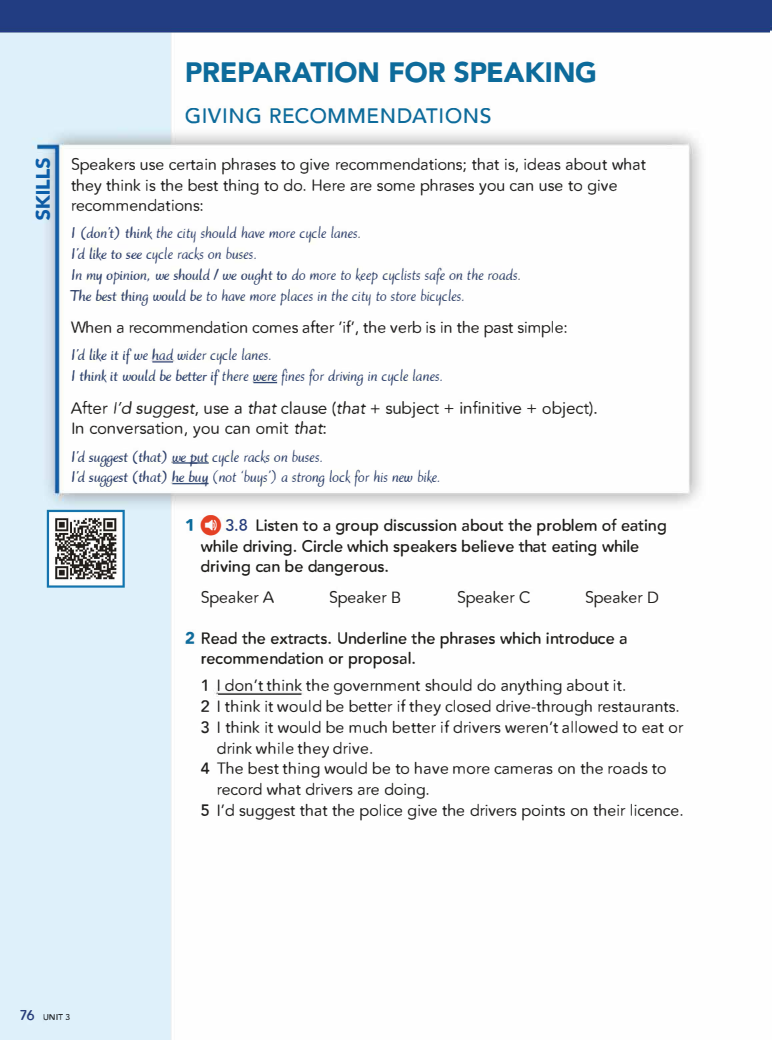 PREPARATION FOR SPEAKING
GIVING RECOMMENDATIONS
SKILLS
Speakers use certain phrases to give recommendations; that is, ideas about what
they think is the best thing to do. Here are some phrases you can use to give
recommendations:
I (don't) think the city should have more cycle lanes.
I'd like to see cycle racks on buses.
In my opinion, we should / we ought to do more to keep cyclists safe on the roads.
The best thing would be to have more places in the city to store bicycles.
When a recommendation comes after ‘if’, the verb is in the past simple:
I'd like it if we had wider cycle lanes.
I think it would be better if there were fines for driving in cycle lanes.
After I'd suggest, use a that clause (that + subject + infinitive + object).
In conversation, you can omit that:
I'd suggest (that) we put cycle racks on buses.
I'd suggest (that) he buy (not ‘buys’) a strong lock for his new bike.
1 3.8 Listen to a group discussion about the problem of eating
while driving. Circle which speakers believe that eating while
driving can be dangerous.
Speaker A Speaker B Speaker C Speaker D
2 Read the extracts. Underline the phrases which introduce a
recommendation or proposal.
1 I don't think the government should do anything about it.
2 I think it would be better if they closed drive-through restaurants.
3 I think it would be much better if drivers weren't allowed to eat or
drink while they drive.
4 The best thing would be to have more cameras on the roads to
record what drivers are doing.
5 I'd suggest that the police give the drivers points on their licence.
76 UNIT 3